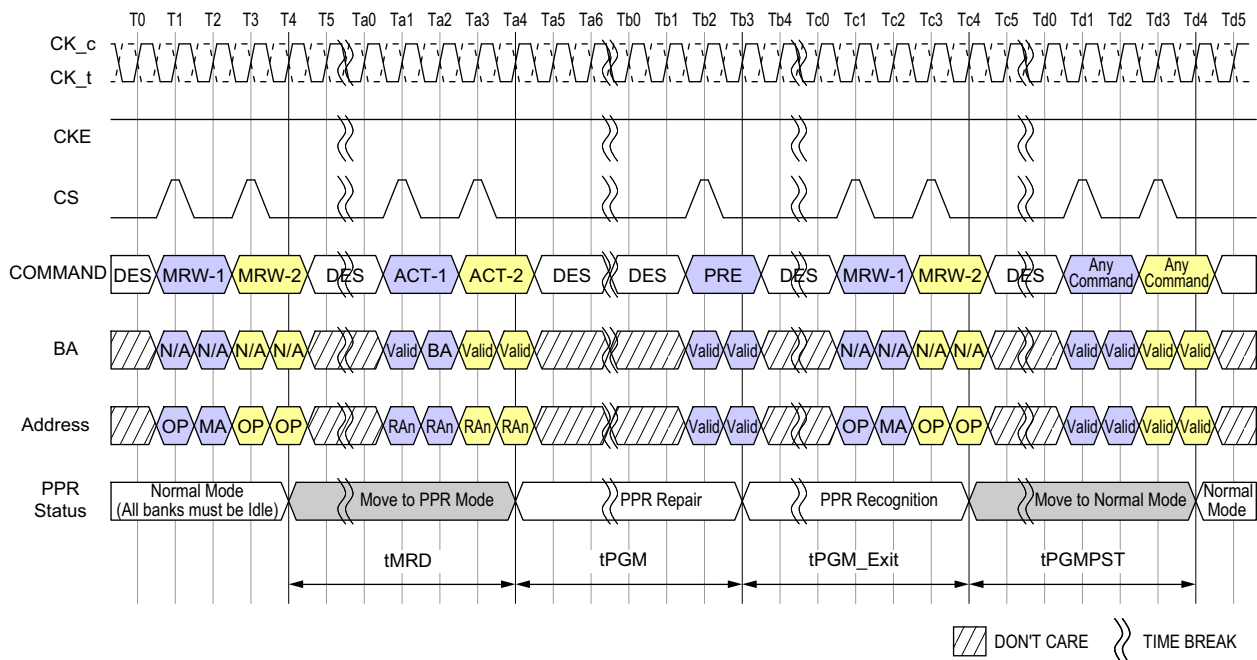 T0 T1 T2 T3 T4 T5 Ta0 Ta1 Ta2 Ta3 Ta4 Ta5 Ta6 Tb0 Tb1 Tb2 Tb3 Tb4 Tc0 Tc1 Tc2 Tc3 Tc4 Tc5 Td0 Td1 Td2 Td3 Td4 Td5
CK_c
CK_t
CKE
CS
COMMAND DES MRW-1 MRW-2 DES ACT-1 ACT-2 DES DES PRE DES MRW-1 MRW-2 DES Any Command Any Command
BA N/A N/A N/A N/A Valid BA Valid Valid Valid Valid N/A N/A N/A N/A Valid Valid Valid Valid
Address OP MA OP OP RAn RAn RAn RAn Valid Valid OP MA OP OP Valid Valid Valid Valid
PPR Status
Normal Mode
(All banks must be Idle)
Move to PPR Mode
PPR Repair
PPR Recognition
Move to Normal Mode
Normal
Mode
tMRD tPGM tPGM_Exit tPGMPST
DON'T CARE TIME BREAK